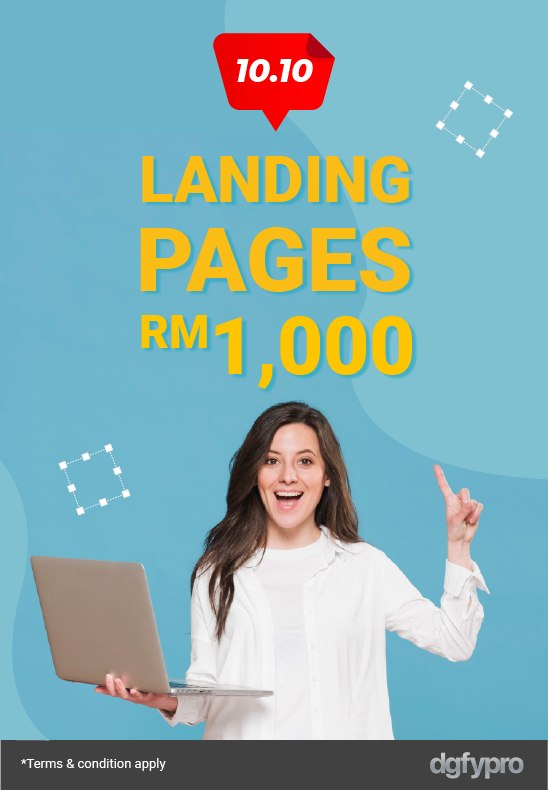 10.10
LANDING
PAGES
RM1,000
*Terms & condition apply
dgfypro